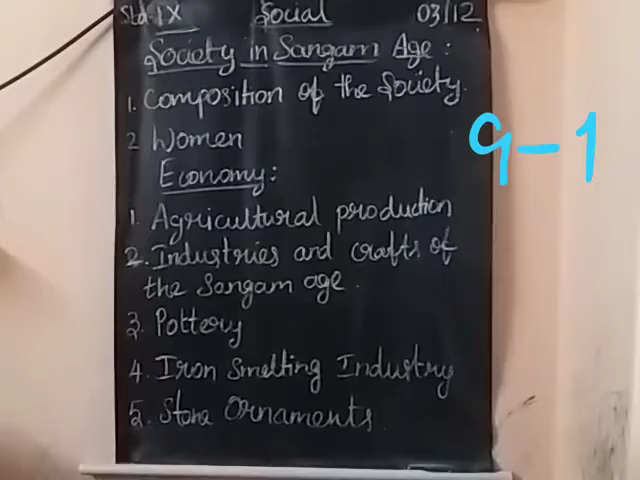 Std. IX Social 03/12
Society in Sangam Age :
1. Composition of the Society.
2 Women
Economy:
1. Agricultural production
2. Industries and crafts of
the Sangam age.
3. Pottery
4. Iron Smelting Industry
5. Stone Ornaments
9-1